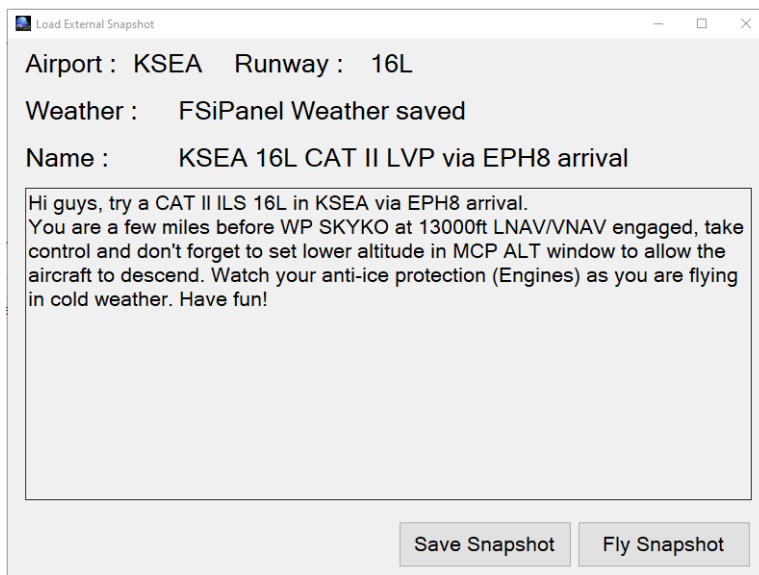 Load External Snapshot
Airport : KSEA Runway : 16L
Weather : FSiPanel Weather saved
Name : KSEA 16L CAT II LVP via EPH8 arrival
Hi guys, try a CAT II ILS 16L in KSEA via EPH8 arrival.
You are a few miles before WP SKYKO at 13000ft LNAV/VNAV engaged, take
control and don't forget to set lower altitude in MCP ALT window to allow the
aircraft to descend. Watch your anti-ice protection (Engines) as you are flying
in cold weather. Have fun!
Save Snapshot Fly Snapshot